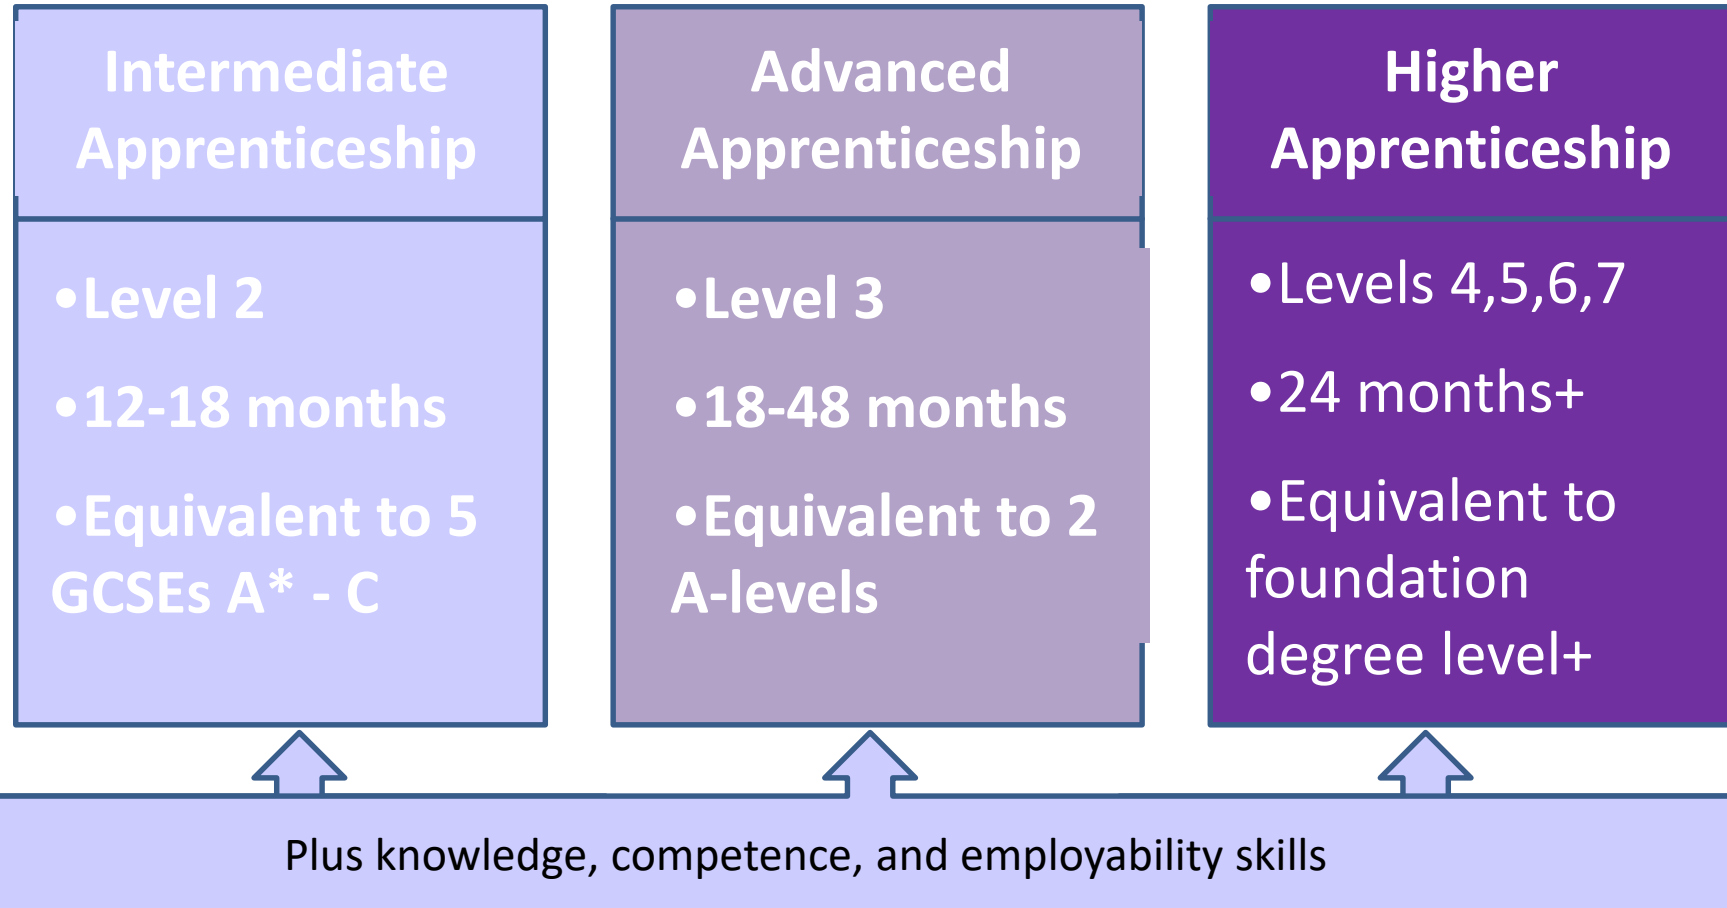 Intermediate
Apprenticeship
•Level 2
•12-18 months
•Equivalent to 5
GCSEs A* - C
Advanced
Apprenticeship
•Level 3
•18-48 months
•Equivalent to 2
A-levels
Higher
Apprenticeship
•Levels 4,5,6,7
•24 months+
•Equivalent to
foundation
degree level+
Plus knowledge, competence, and employability skills